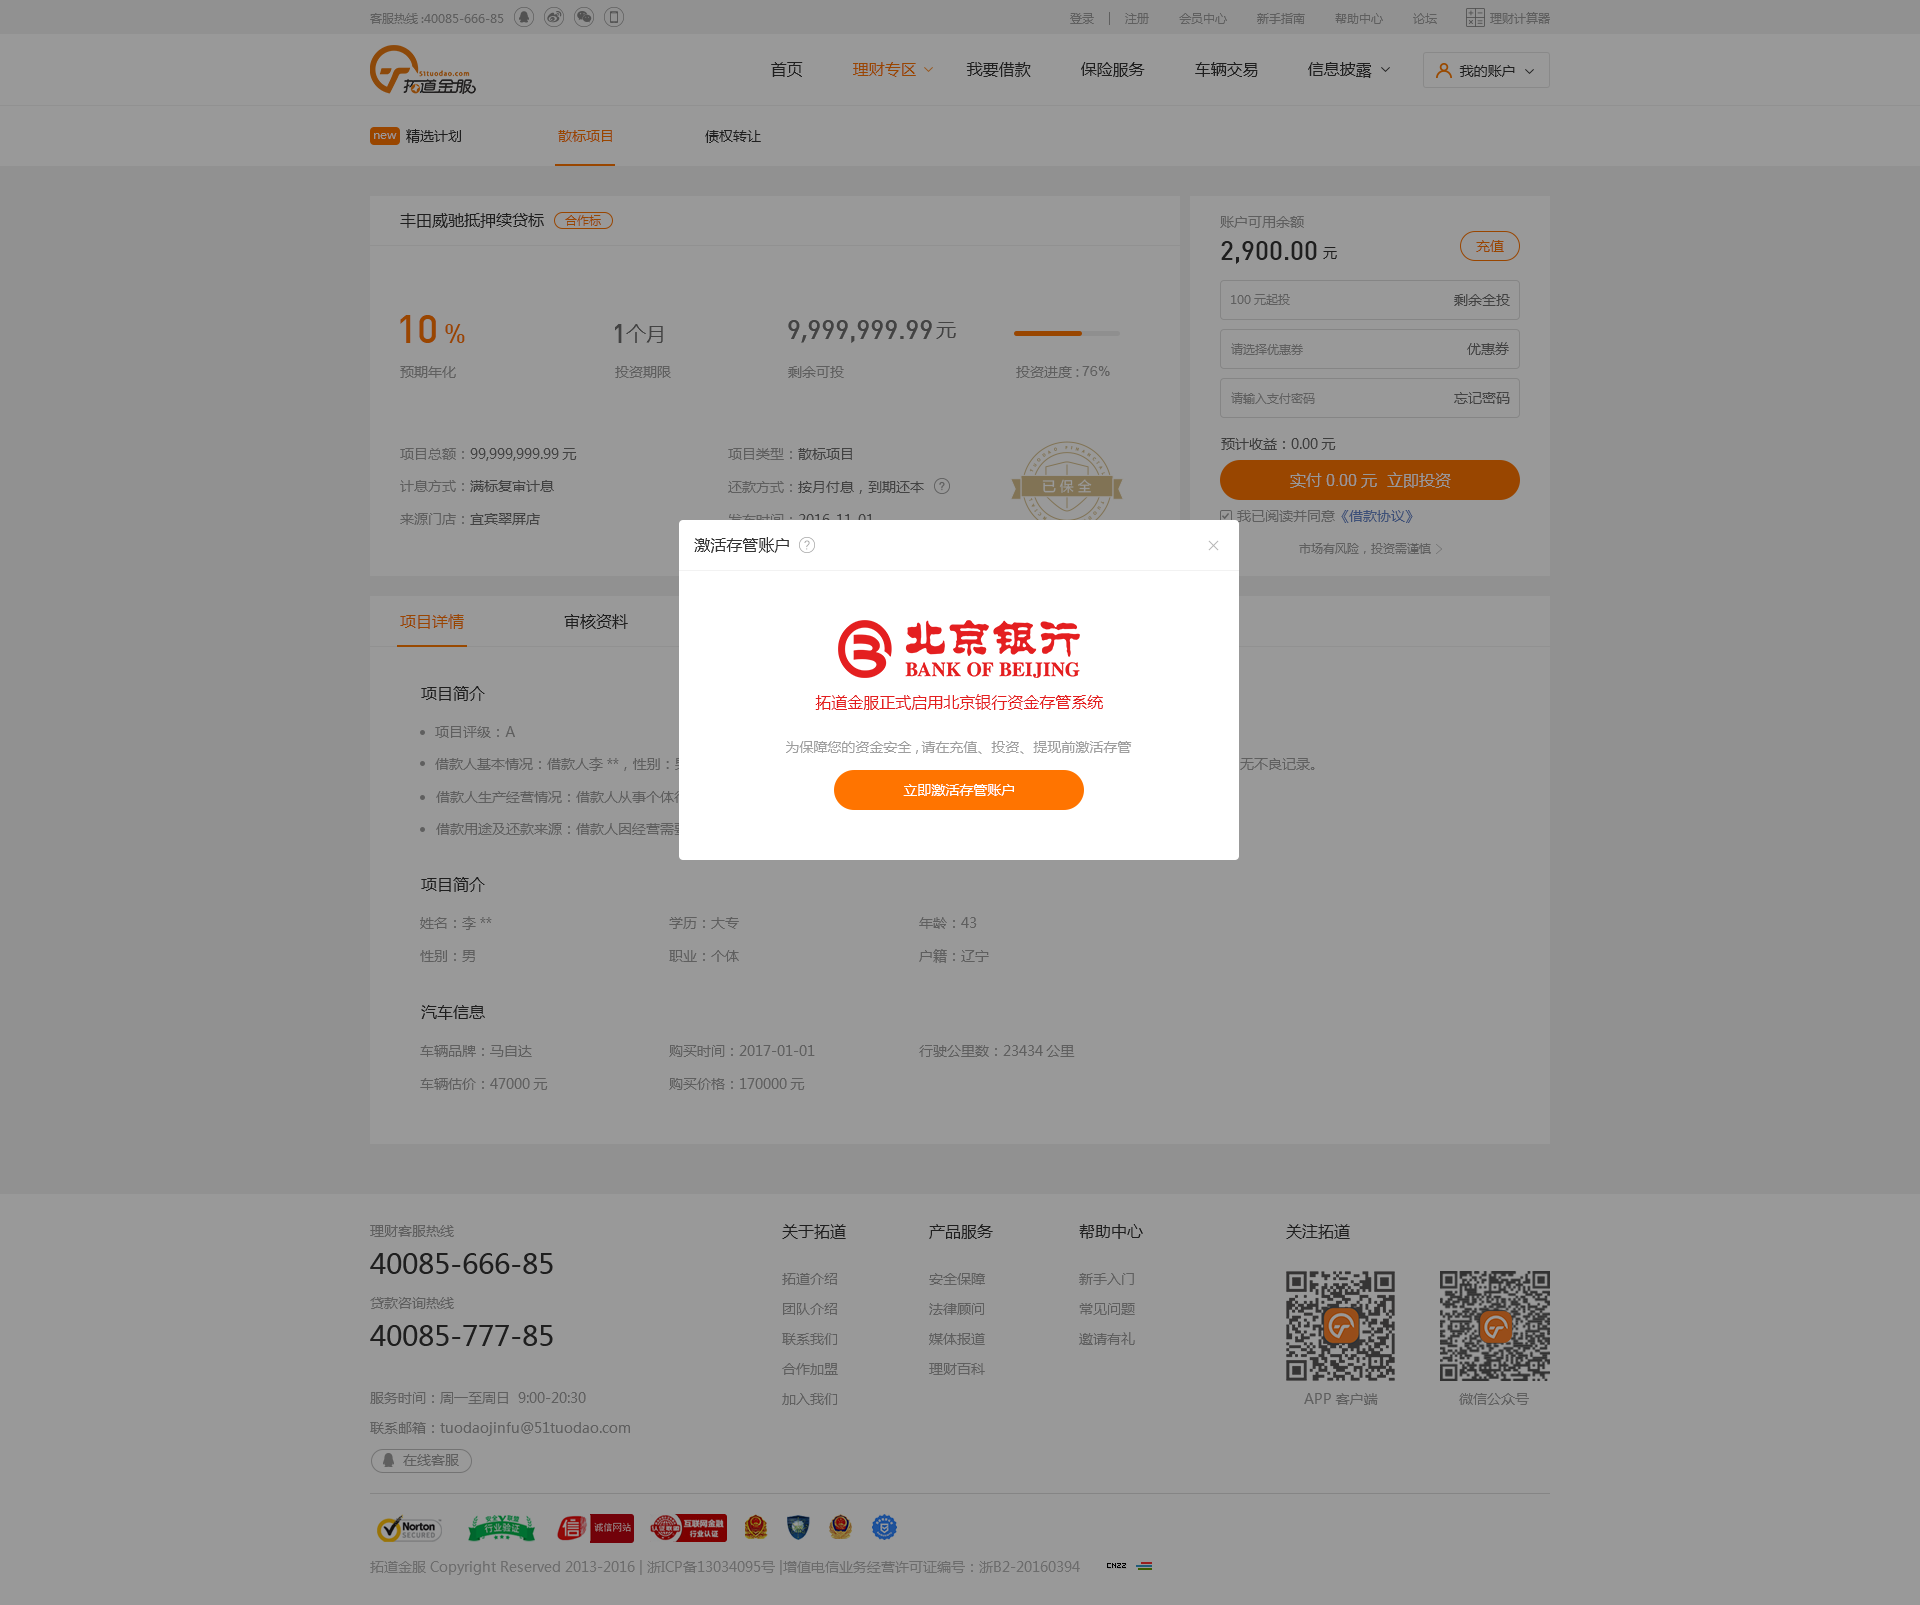 客服热线 :40085-666-85
登录 | 注册 会员中心 新手指南 帮助中心 论坛 理财计算器
51tuodao.com
拓道金服
首页 理财专区 我要借款 保险服务 车辆交易 信息披露 我的账户
new 精选计划 散标项目 债权转让
丰田威驰抵押续贷标 合作标
10 % 1个月 9,999,999.99元
预期年化 投资期限 剩余可投 投资进度 : 76%
项目总额：99,999,999.99 元 项目类型：散标项目
计息方式：满标复审计息 还款方式：按月付息，到期还本 ?
来源门店：宜宾翠屏店 发布时间：2016-11-01
已保全
账户可用余额
2,900.00 元 充值
100 元起投 剩余全投
请选择优惠券 优惠券
请输入支付密码 忘记密码
预计收益：0.00 元
实付 0.00 元 立即投资
我已阅读并同意《借款协议》
市场有风险，投资需谨慎 >
激活存管账户 ? ×
北京银行
BANK OF BEIJING
拓道金服正式启用北京银行资金存管系统
为保障您的资金安全 , 请在充值、投资、提现前激活存管
立即激活存管账户
项目详情 审核资料
项目简介
项目评级：A
借款人基本情况：借款人李 **，性别：男 无不良记录。
借款人生产经营情况：借款人从事个体
借款用途及还款来源：借款人因经营需
项目简介
姓名：李 ** 学历：大专 年龄：43
性别：男 职业：个体 户籍：辽宁
汽车信息
车辆品牌：马自达 购买时间：2017-01-01 行驶公里数：23434 公里
车辆估价：47000 元 购买价格：170000 元
理财客服热线
40085-666-85
贷款咨询热线
40085-777-85
服务时间：周一至周日 9:00-20:30
联系邮箱：tuodaojinfu@51tuodao.com
在线客服
关于拓道
拓道介绍
团队介绍
联系我们
合作加盟
加入我们
产品服务
安全保障
法律顾问
媒体报道
理财百科
帮助中心
新手入门
常见问题
邀请有礼
关注拓道
APP 客户端 微信公众号
Norton
SECURED
行业验证
信 诚信网站
互联网金融
行业认证
拓道金服 Copyright Reserved 2013-2016 | 浙ICP备13034095号 |增值电信业务经营许可证编号：浙B2-20160394 CNZZ